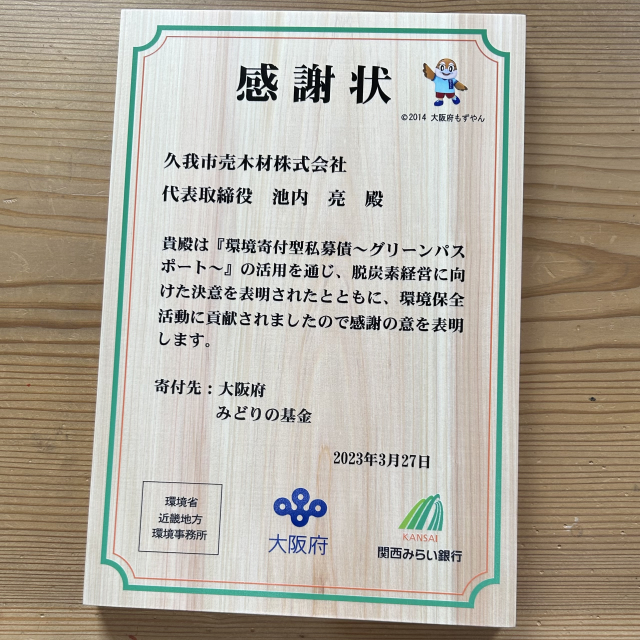 感謝状
©2014 大阪府もずやん
久我市売木材株式会社
代表取締役 池内 亮 殿
貴殿は『環境寄付型私募債～グリーンパス
ポート～』の活用を通じ、脱炭素経営に向
けた決意を表明されたとともに、環境保全
活動に貢献されましたので感謝の意を表明
します。
寄付先：大阪府
みどりの基金
2023年3月27日
環境省
近畿地方
環境事務所
大阪府
KANSAI
関西みらい銀行